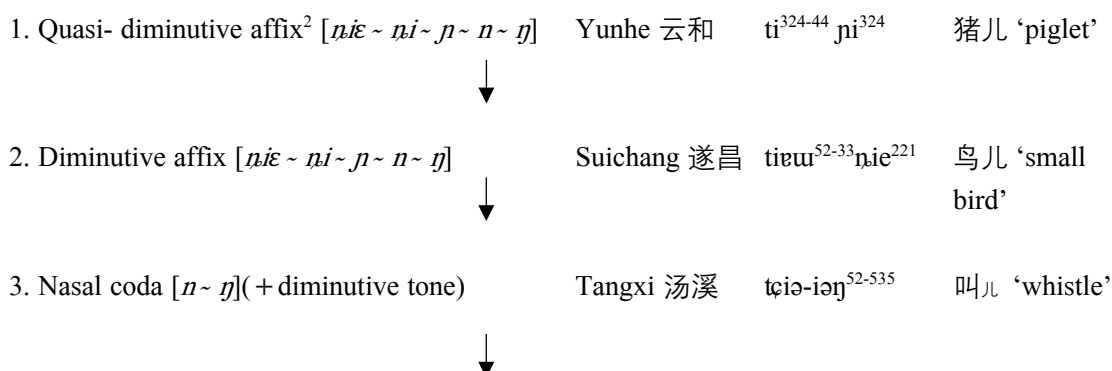 1. Quasi- diminutive affix² [ȵiɛ ~ ȵi ~ ɲ ~ n ~ ŋ] Yunhe 云和 ti³²⁴⁻⁴⁴ ɲi³²⁴ 猪儿 ‘piglet’
2. Diminutive affix [ȵiɛ ~ ȵi ~ ɲ ~ n ~ ŋ] Suichang 遂昌 tiɐɯ⁵²⁻³³ȵie²²¹ 鸟儿 ‘small
bird’
3. Nasal coda [n ~ ŋ](+diminutive tone) Tangxi 汤溪 tɕiə-iəŋ⁵²⁻⁵³⁵ 叫儿 ‘whistle’